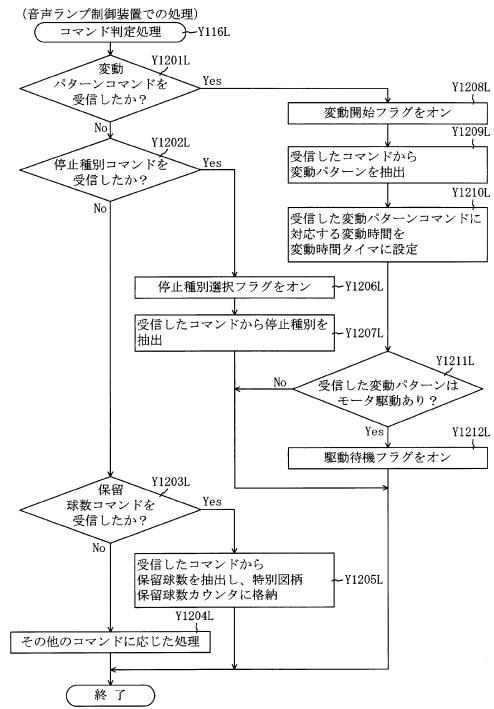 (音声ランプ制御装置での処理)
コマンド判定処理
Y116L
Y1201L
変動
パターンコマンドを
受信したか？
Yes
No
Y1208L
変動開始フラグをオン
Y1209L
受信したコマンドから
変動パターンを抽出
Y1202L
停止種別コマンドを
受信したか？
Yes
No
Y1210L
受信した変動パターンコマンドに
対応する変動時間を
変動時間タイマに設定
停止種別選択フラグをオン
Y1206L
受信したコマンドから停止種別を
抽出
Y1207L
Y1211L
受信した変動パターンは
モータ駆動あり？
No
Yes
Y1212L
駆動待機フラグをオン
Y1203L
保留
球数コマンドを
受信したか？
Yes
No
受信したコマンドから
保留球数を抽出し、特別図柄
保留球数カウンタに格納
Y1205L
Y1204L
その他のコマンドに応じた処理
終了